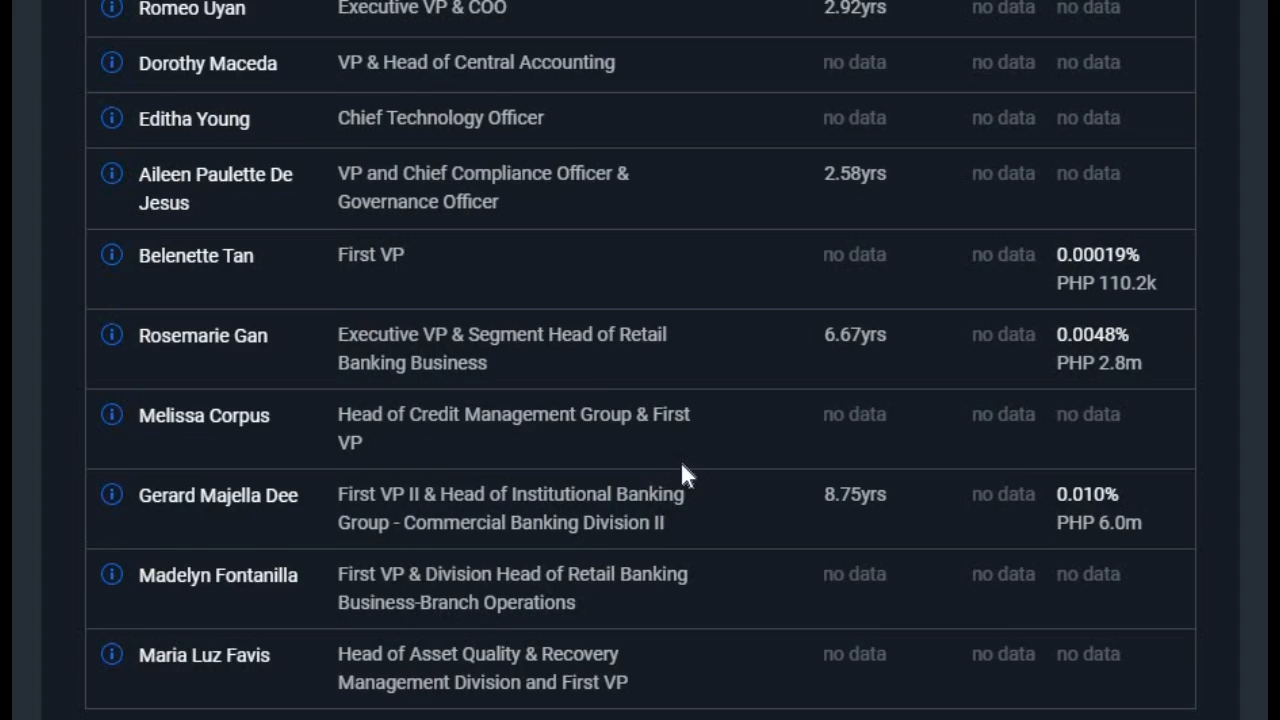 Romeo Uyan Executive VP & COO 2.92yrs no data no data
Dorothy Maceda VP & Head of Central Accounting no data no data no data
Editha Young Chief Technology Officer no data no data no data
Aileen Paulette De VP and Chief Compliance Officer & 2.58yrs no data no data
Jesus Governance Officer
Belenette Tan First VP no data no data 0.00019%
PHP 110.2k
Rosemarie Gan Executive VP & Segment Head of Retail 6.67yrs no data 0.0048%
Banking Business PHP 2.8m
Melissa Corpus Head of Credit Management Group & First no data no data no data
VP
Gerard Majella Dee First VP II & Head of Institutional Banking 8.75yrs no data 0.010%
Group - Commercial Banking Division II PHP 6.0m
Madelyn Fontanilla First VP & Division Head of Retail Banking no data no data no data
Business-Branch Operations
Maria Luz Favis Head of Asset Quality & Recovery no data no data no data
Management Division and First VP